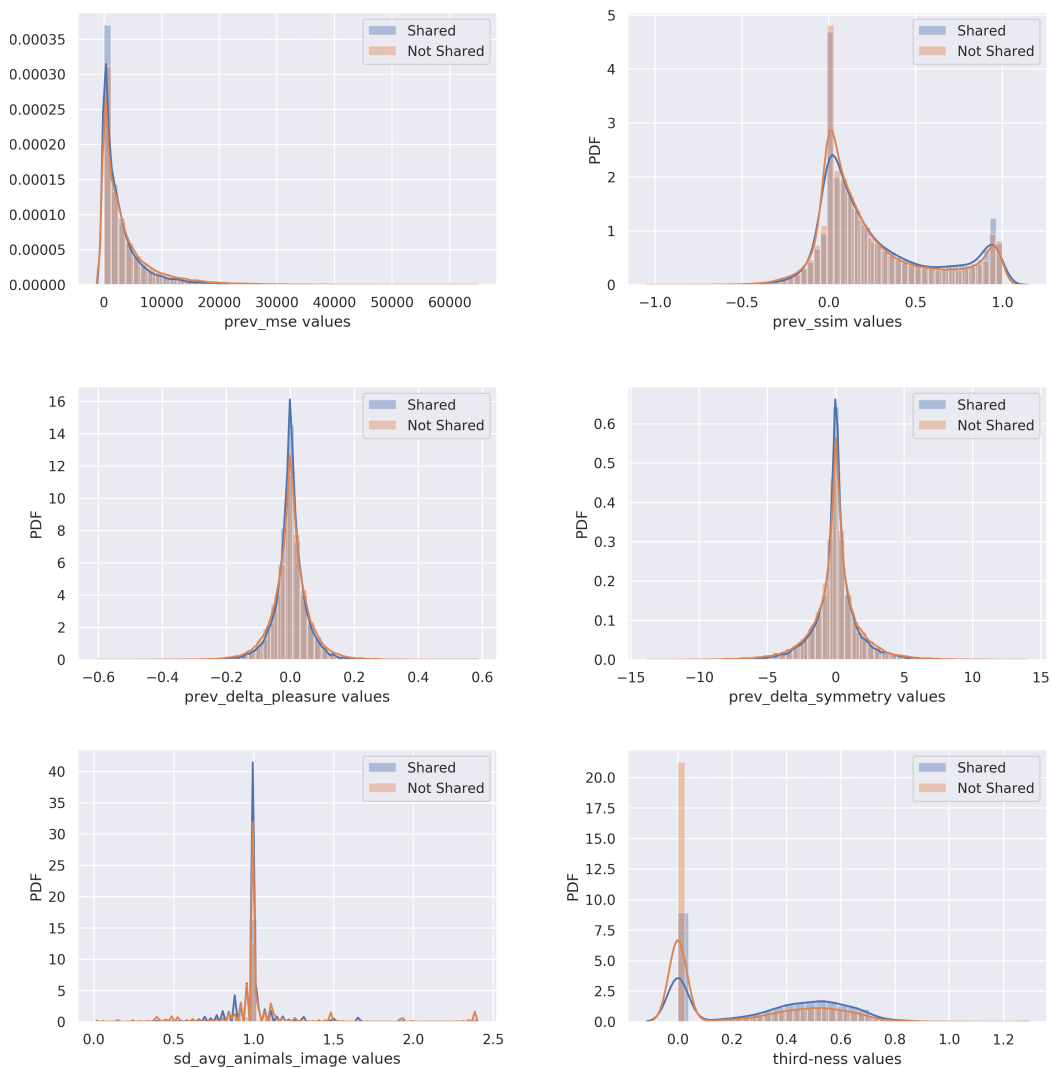 Shared
Not Shared
0.00035
0.00030
0.00025
0.00020
0.00015
0.00010
0.00005
0.00000
0 10000 20000 30000 40000 50000 60000
prev_mse values
Shared
Not Shared
PDF
5
4
3
2
1
0
−1.0 −0.5 0.0 0.5 1.0
prev_ssim values
Shared
Not Shared
PDF
16
14
12
10
8
6
4
2
0
−0.6 −0.4 −0.2 0.0 0.2 0.4 0.6
prev_delta_pleasure values
Shared
Not Shared
PDF
0.6
0.5
0.4
0.3
0.2
0.1
0.0
−15 −10 −5 0 5 10 15
prev_delta_symmetry values
Shared
Not Shared
PDF
40
35
30
25
20
15
10
5
0
0.0 0.5 1.0 1.5 2.0 2.5
sd_avg_animals_image values
Shared
Not Shared
PDF
20.0
17.5
15.0
12.5
10.0
7.5
5.0
2.5
0.0
0.0 0.2 0.4 0.6 0.8 1.0 1.2
third-ness values